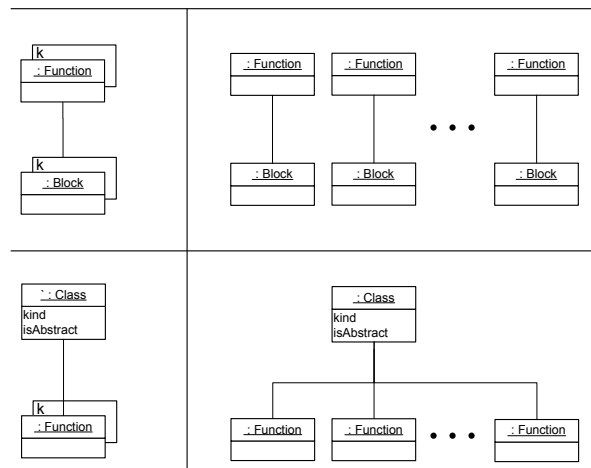 k
: Function
k
: Block
: Function
: Function
: Function
: Block
: Block
: Block
` : Class
kind
isAbstract
k
: Function
: Class
kind
isAbstract
: Function
: Function
: Function